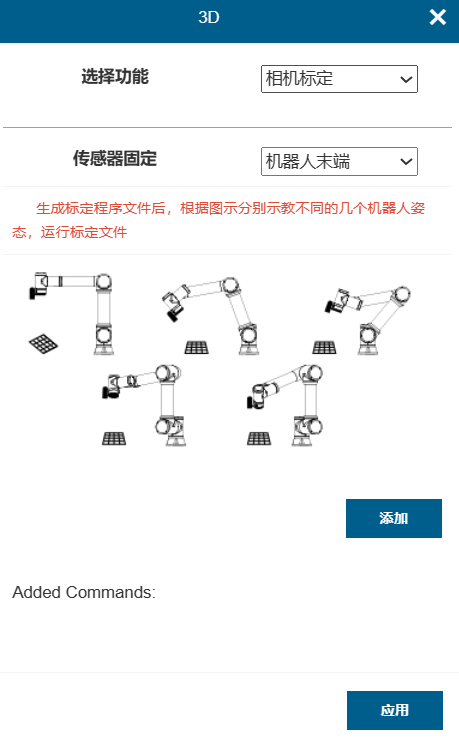 3D
选择功能 相机标定
传感器固定 机器人末端
生成标定程序文件后，根据图示分别示教不同的几个机器人姿
态，运行标定文件
添加
Added Commands:
应用